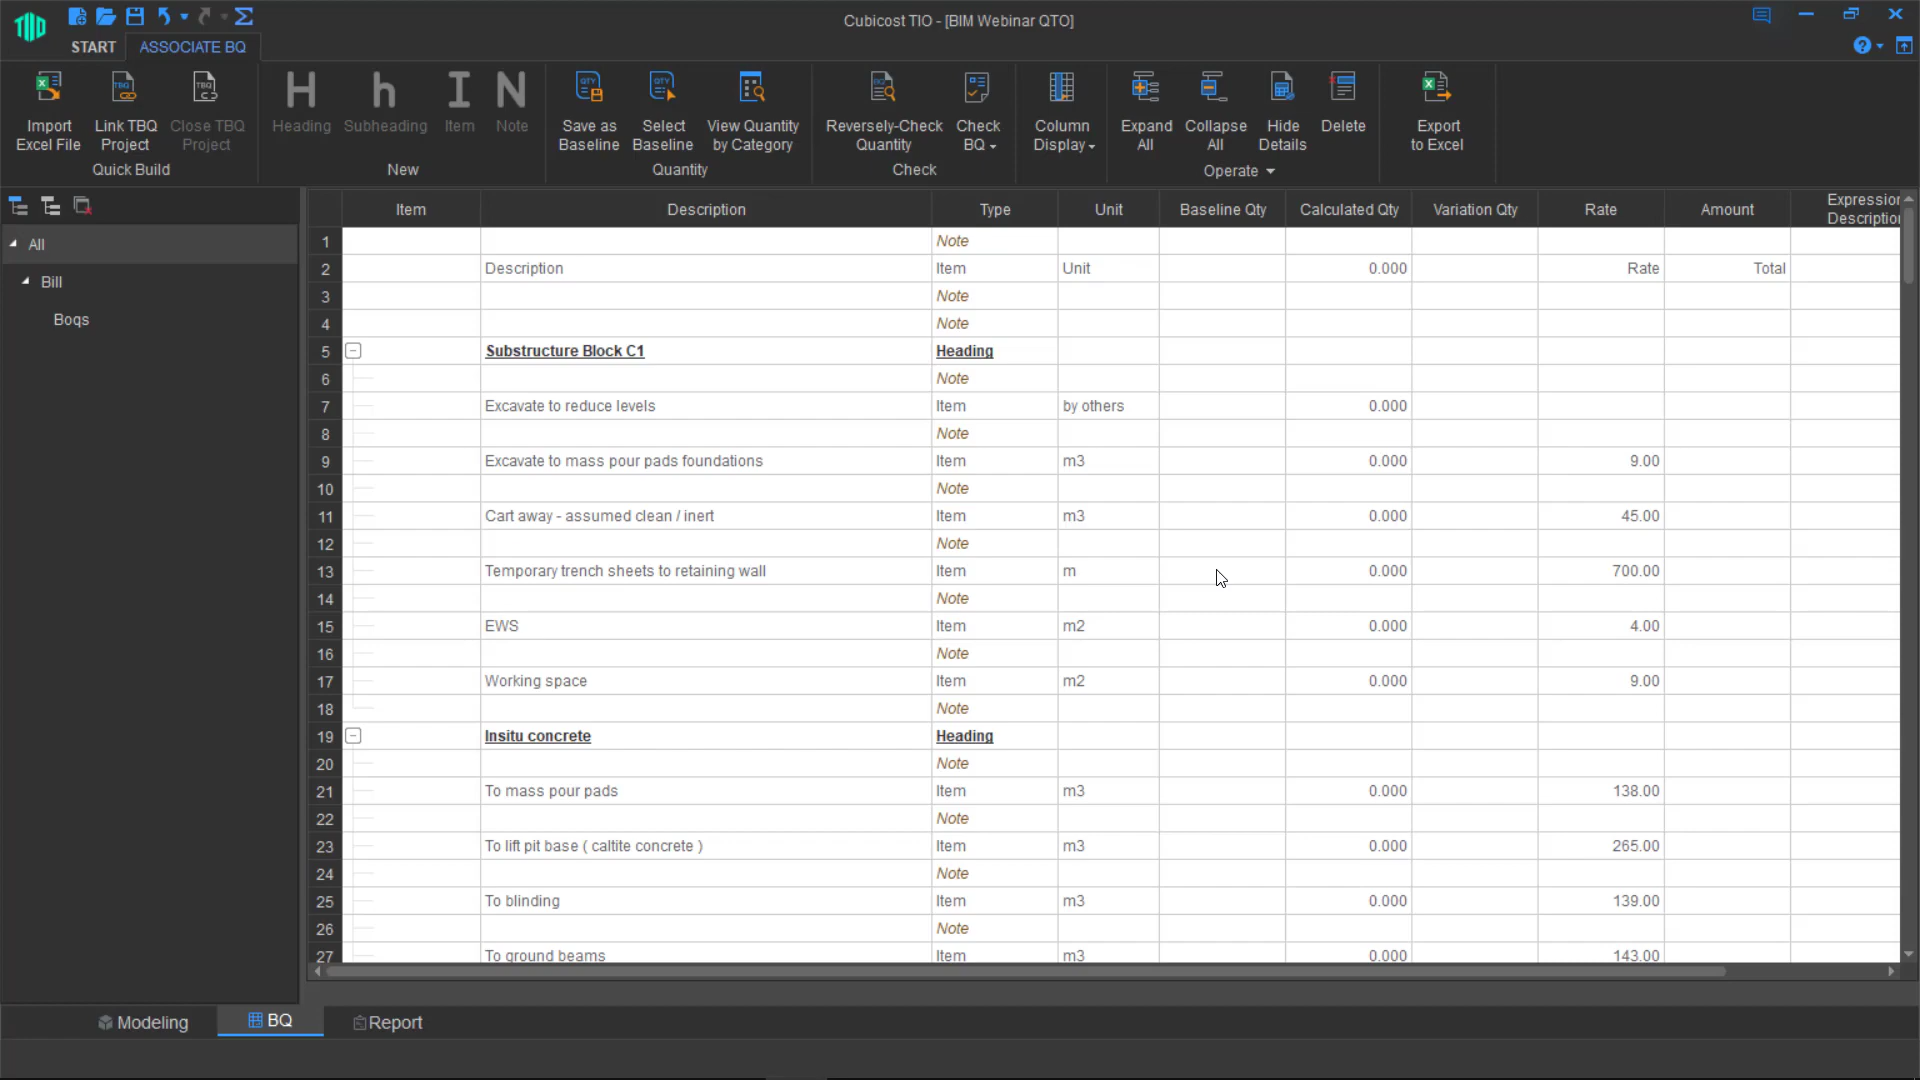 TIO
Cubicost TIO - [BIM Webinar QTO]
START ASSOCIATE BQ
Import Excel File
Link TBQ Project
Close TBQ Project
Quick Build
H Heading
h Subheading
I Item
N Note
New
Save as Baseline
Select Baseline
View Quantity by Category
Quantity
Reversely-Check Quantity
Check BQ
Check
Column Display
Expand All
Collapse All
Hide Details
Delete
Operate
Export to Excel
All
Bill
Boqs
Item Description Type Unit Baseline Qty Calculated Qty Variation Qty Rate Amount Expression Description
1 Note
2 Description Item Unit 0.000 Rate Total
3 Note
4 Note
5 Substructure Block C1 Heading
6 Note
7 Excavate to reduce levels Item by others 0.000
8 Note
9 Excavate to mass pour pads foundations Item m3 0.000 9.00
10 Note
11 Cart away - assumed clean / inert Item m3 0.000 45.00
12 Note
13 Temporary trench sheets to retaining wall Item m 0.000 700.00
14 Note
15 EWS Item m2 0.000 4.00
16 Note
17 Working space Item m2 0.000 9.00
18 Note
19 Insitu concrete Heading
20 Note
21 To mass pour pads Item m3 0.000 138.00
22 Note
23 To lift pit base ( caltite concrete ) Item m3 0.000 265.00
24 Note
25 To blinding Item m3 0.000 139.00
26 Note
27 To ground beams Item m3 0.000 143.00
Modeling BQ Report